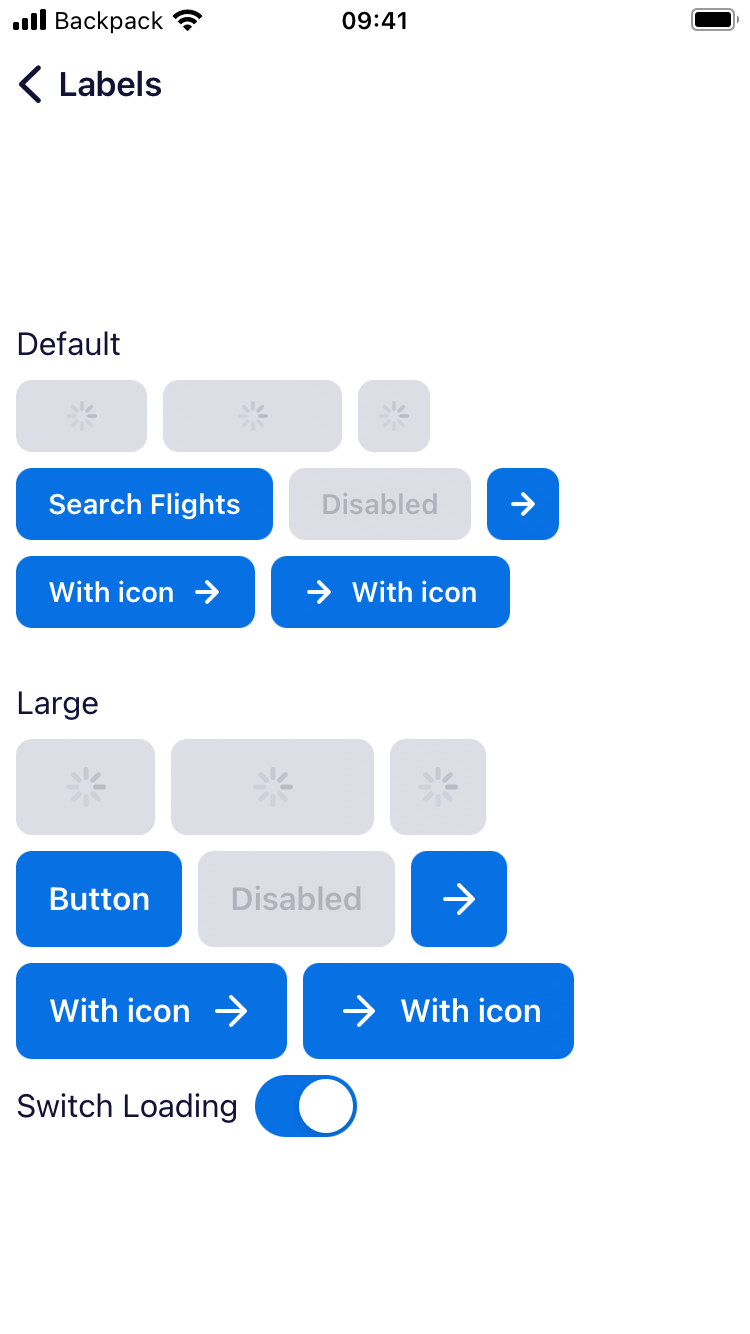 Backpack 09:41
Labels
Default
Search Flights Disabled
With icon With icon
Large
Button Disabled
With icon With icon
Switch Loading